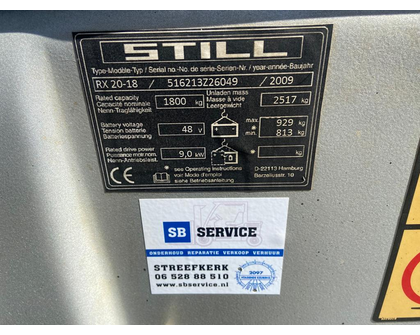 STILL
Type-Modèle-Typ / Serial no.-No. de série-Serien-Nr. / year-année-Baujahr
RX 20-18 / 516213Z26049 / 2009
Rated capacity
Capacité nominale
Nenn-Tragfähigkeit
1800 kg
Unladen mass
Masse à vide
Leergewicht
2517 kg
Battery voltage
Tension batterie
Batteriespannung
48 V
max
* 929 kg
* 813 kg
min
Rated drive power
Puissance motr.nom.
Nenn-Antriebsleist.
9,0 kW
* see Operating instructions
voir Mode d'emploi
siehe Betriebsanleitung
D-22113 Hamburg
Berzeliusstr. 10
CE
SB SERVICE
ONDERHOUD REPARATIE VERKOOP VERHUUR
STREEFKERK
06 528 88 510
www.sbservice.nl
2097